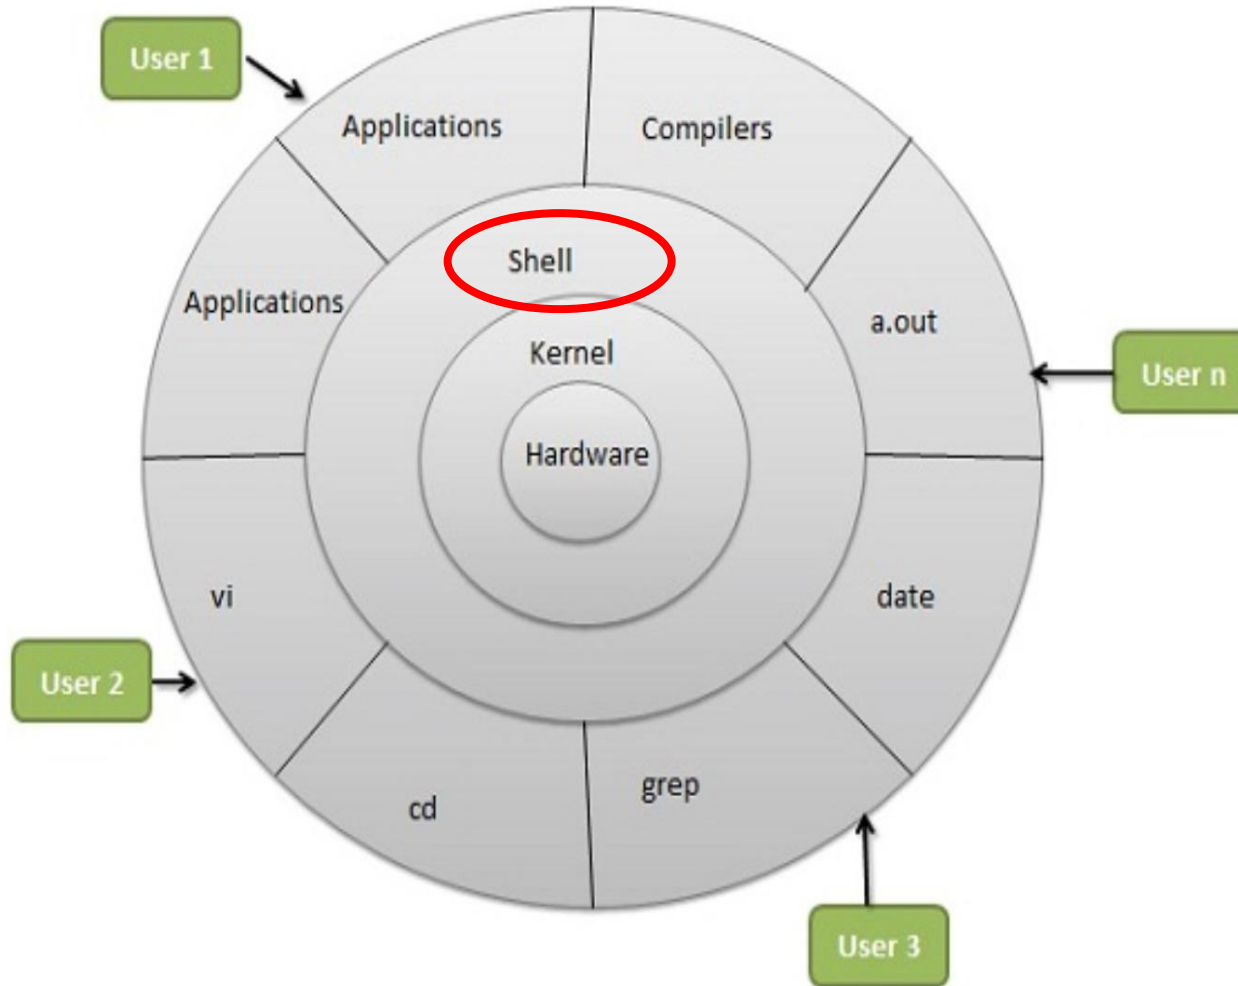 User 1
Applications
Compilers
Shell
Applications
a.out
Kernel
User n
Hardware
vi
date
User 2
cd
grep
User 3